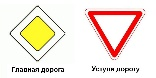 Главная дорога
Уступи дорогу